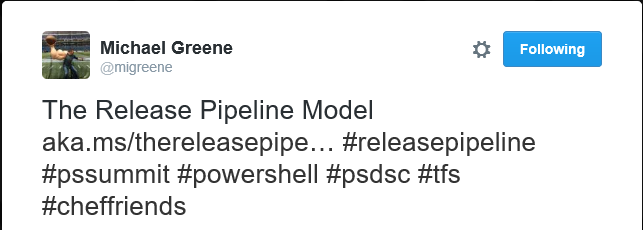 Michael Greene
@migreene
Following
The Release Pipeline Model
aka.ms/thereleasepipe… #releasepipeline
#pssummit #powershell #psdsc #tfs
#cheffriends